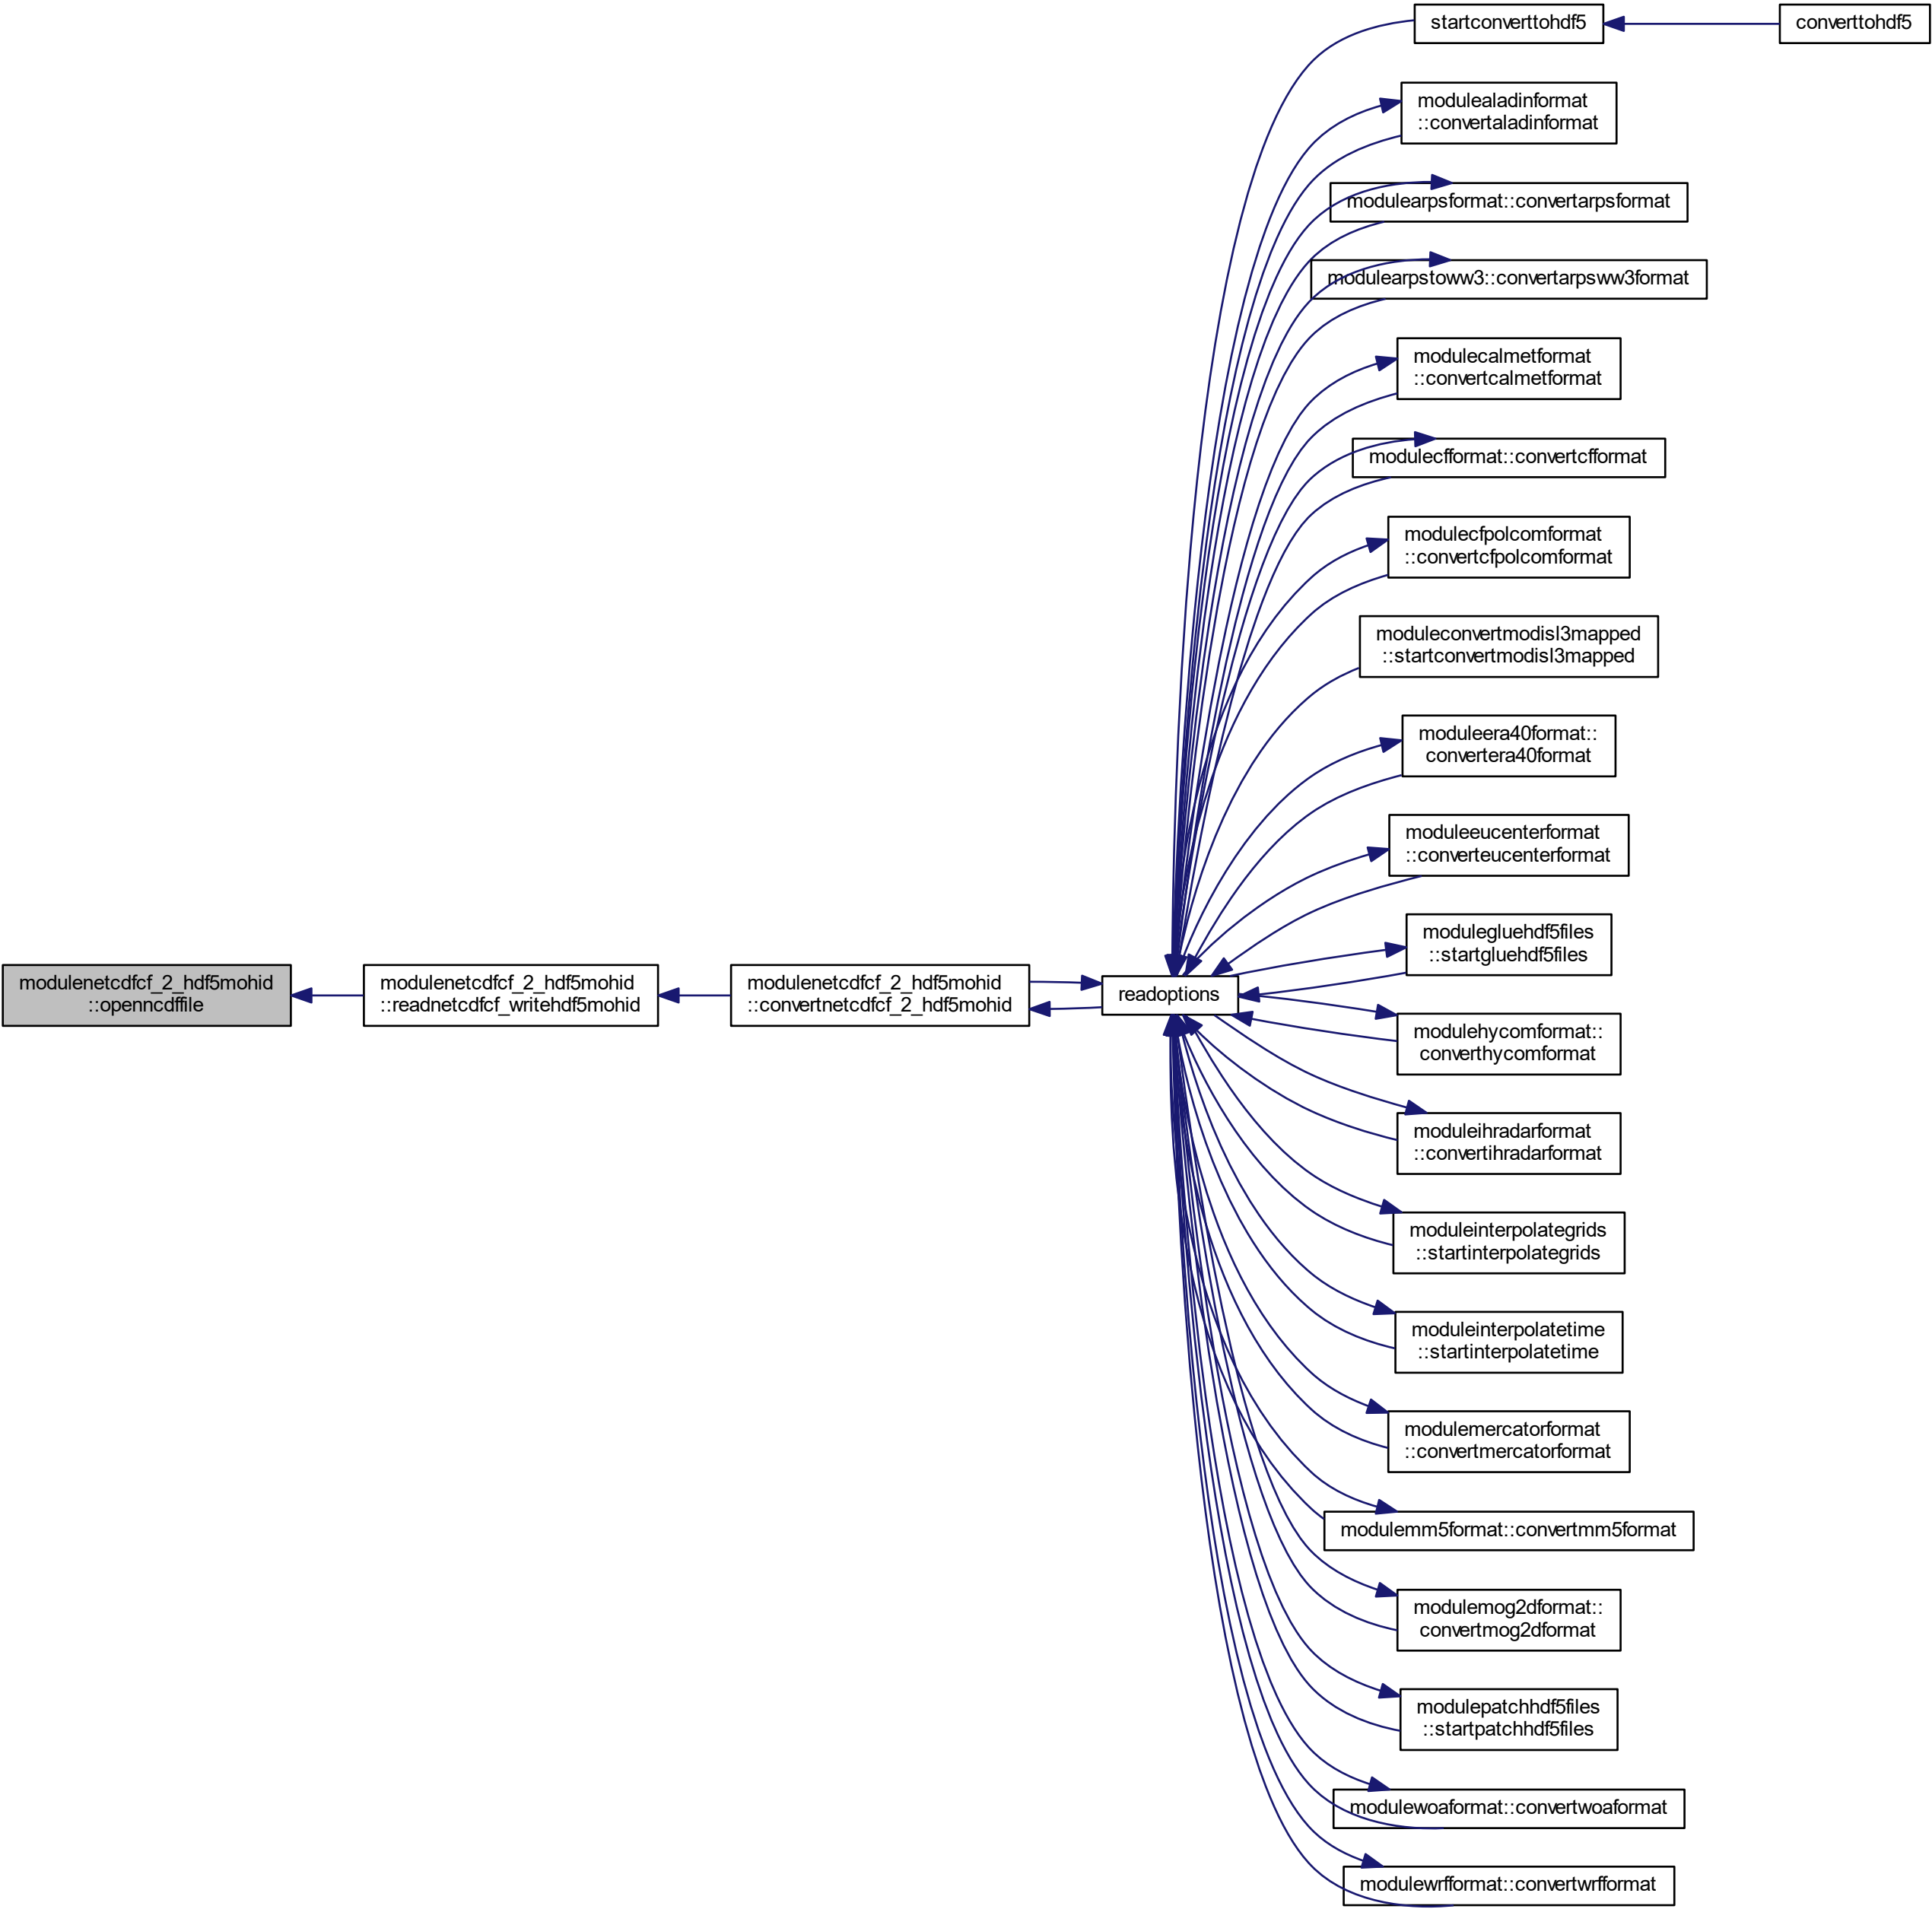 startconverttohdf5
converttohdf5
modulealadinformat
::convertaladinformat
modulearpsformat::convertarpsformat
modulearpstoww3::convertarpsww3format
modulecalmetformat
::convertcalmetformat
modulecfformat::convertcfformat
modulecfpolcomformat
::convertcfpolcomformat
moduleconvertmodisl3mapped
::startconvertmodisl3mapped
moduleera40format::
convertera40format
moduleeucenterformat
::converteucenterformat
modulegluehdf5files
::startgluehdf5files
modulenetcdfcf_2_hdf5mohid
::openncdffile
modulenetcdfcf_2_hdf5mohid
::readnetcdfcf_writehdf5mohid
modulenetcdfcf_2_hdf5mohid
::convertnetcdfcf_2_hdf5mohid
readoptions
modulehycomformat::
converthycomformat
moduleihradarformat
::convertihradarformat
moduleinterpolategrids
::startinterpolategrids
moduleinterpolatetime
::startinterpolatetime
modulemercatorformat
::convertmercatorformat
modulemm5format::convertmm5format
modulemog2dformat::
convertmog2dformat
modulepatchhdf5files
::startpatchhdf5files
modulewoaformat::convertwoaformat
modulewrfformat::convertwrfformat